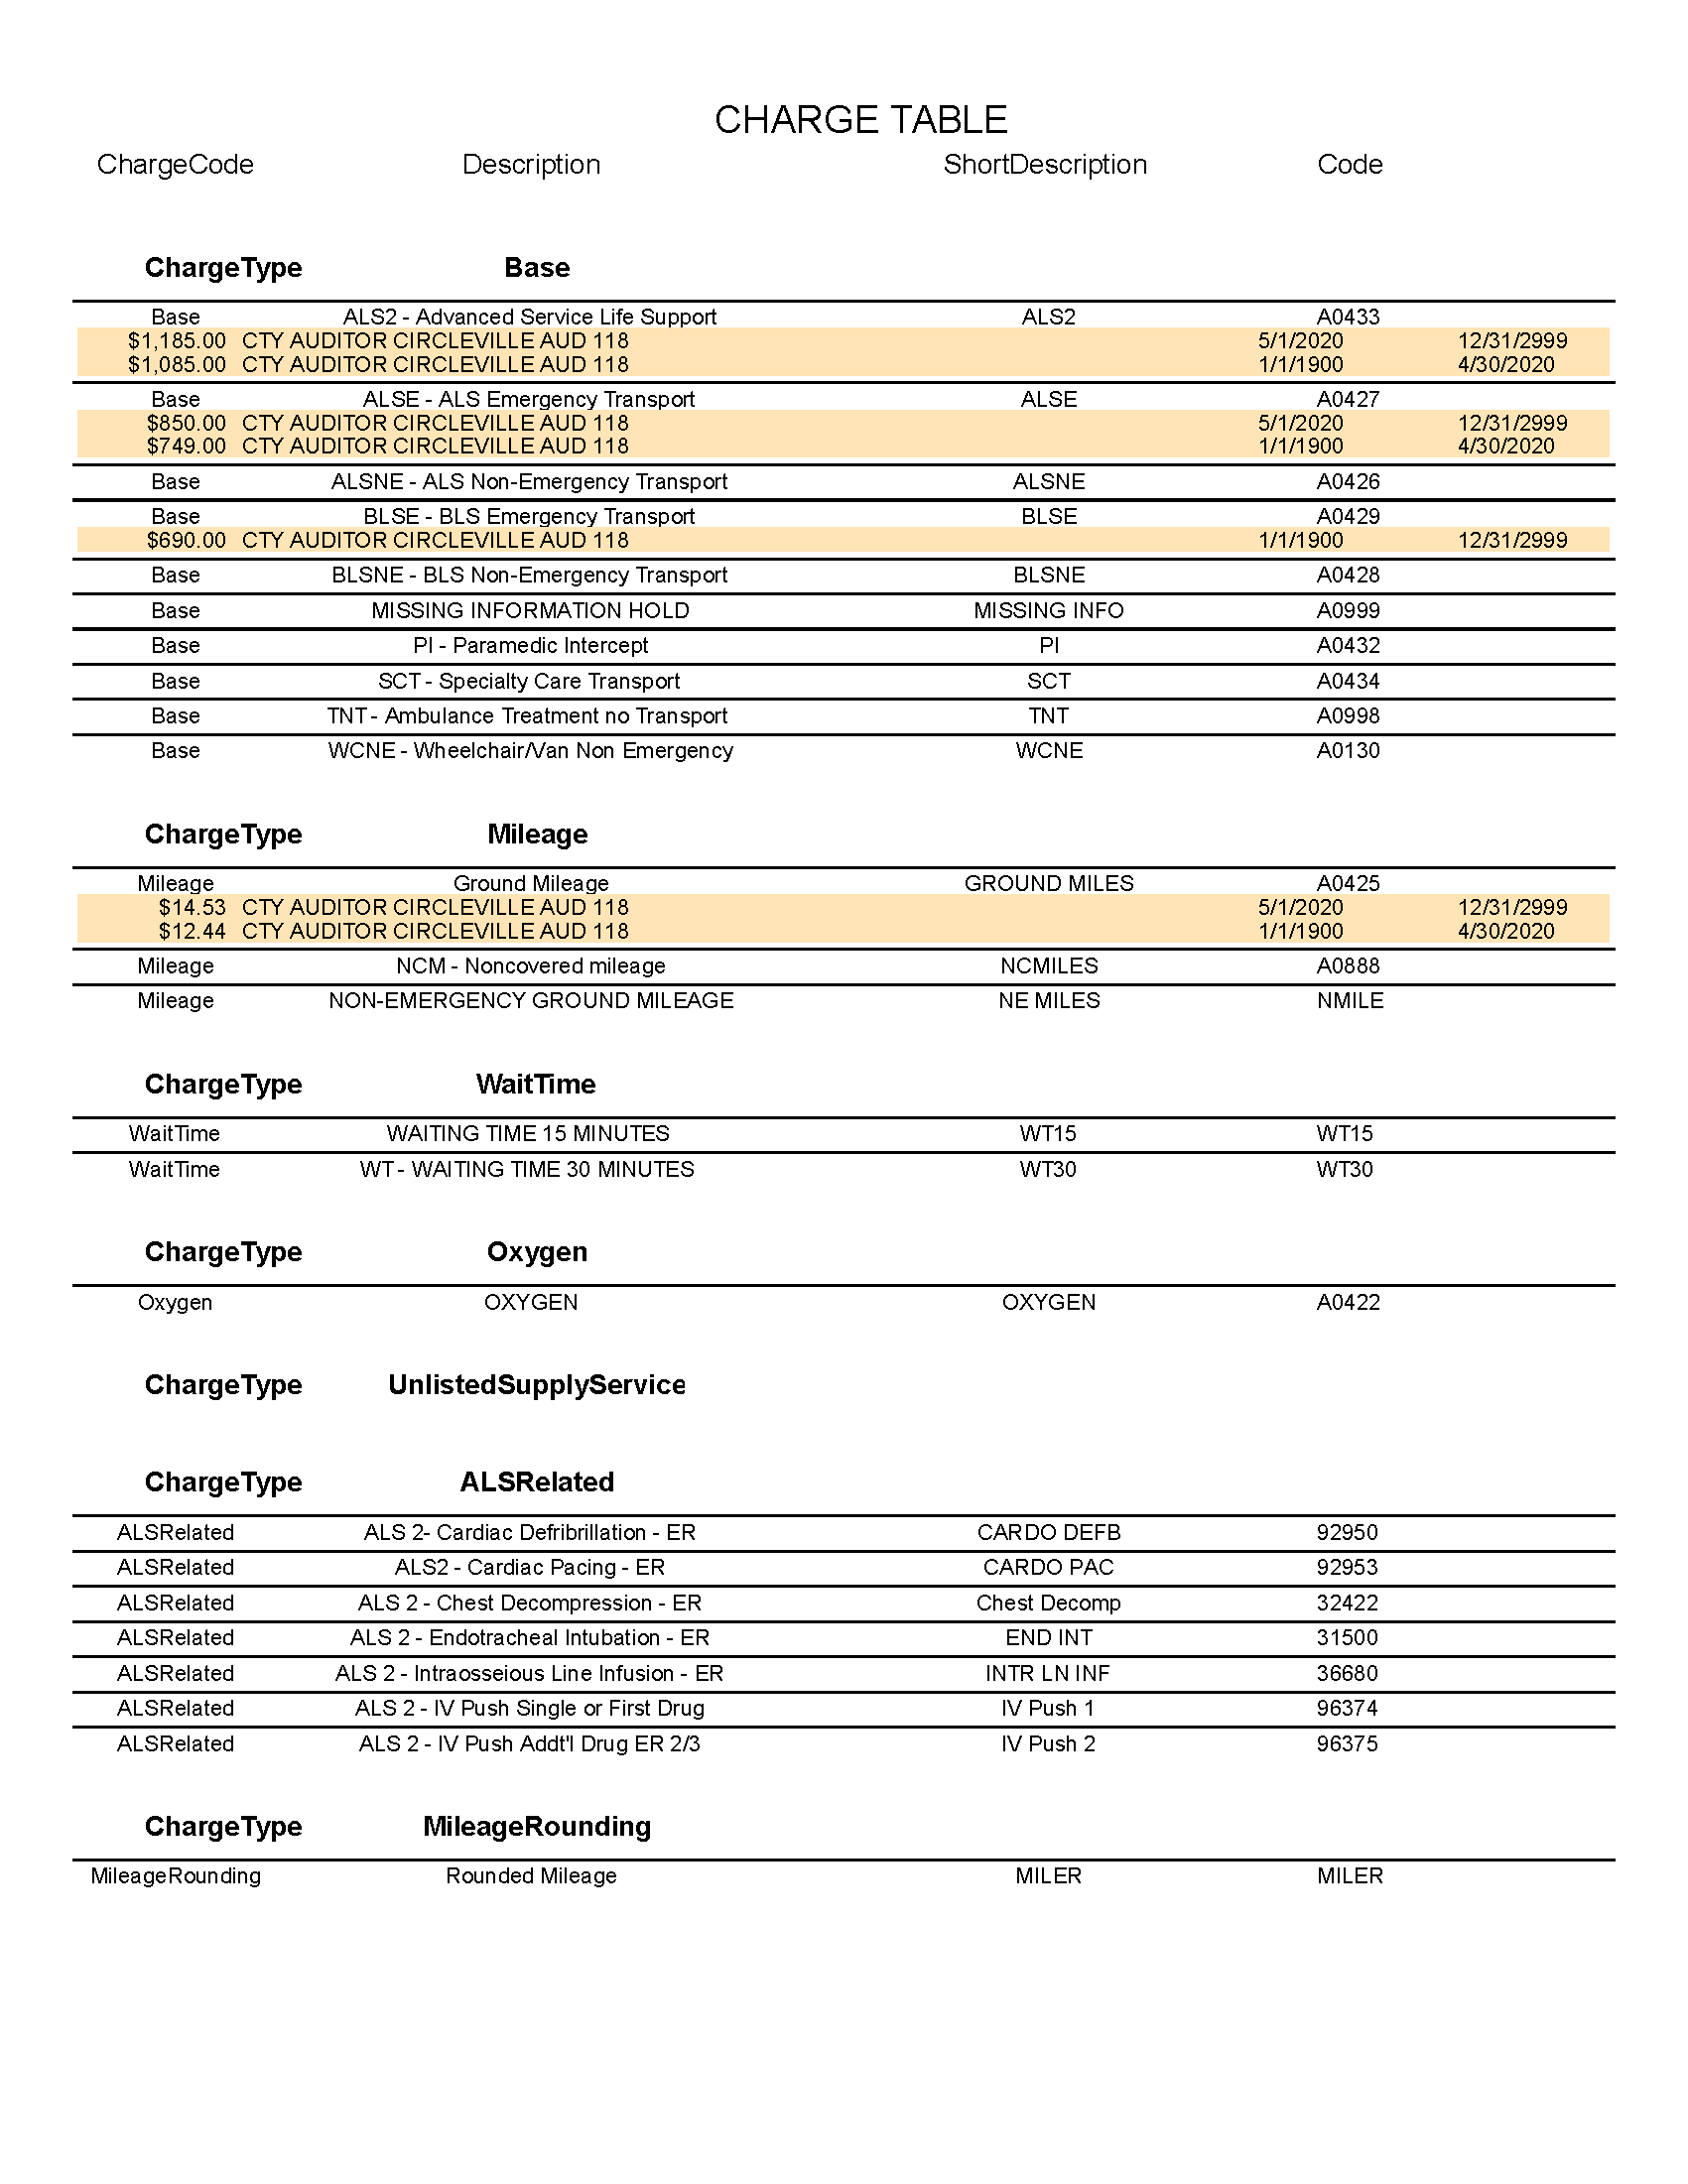 CHARGE TABLE
ChargeCode Description ShortDescription Code
ChargeType Base
Base ALS2 - Advanced Service Life Support ALS2 A0433
$1,185.00 CTY AUDITOR CIRCLEVILLE AUD 118 5/1/2020 12/31/2999
$1,085.00 CTY AUDITOR CIRCLEVILLE AUD 118 1/1/1900 4/30/2020
Base ALSE - ALS Emergency Transport ALSE A0427
$850.00 CTY AUDITOR CIRCLEVILLE AUD 118 5/1/2020 12/31/2999
$749.00 CTY AUDITOR CIRCLEVILLE AUD 118 1/1/1900 4/30/2020
Base ALSNE - ALS Non-Emergency Transport ALSNE A0426
Base BLSE - BLS Emergency Transport BLSE A0429
$690.00 CTY AUDITOR CIRCLEVILLE AUD 118 1/1/1900 12/31/2999
Base BLSNE - BLS Non-Emergency Transport BLSNE A0428
Base MISSING INFORMATION HOLD MISSING INFO A0999
Base PI - Paramedic Intercept PI A0432
Base SCT - Specialty Care Transport SCT A0434
Base TNT - Ambulance Treatment no Transport TNT A0998
Base WCNE - Wheelchair/Van Non Emergency WCNE A0130
ChargeType Mileage
Mileage Ground Mileage GROUND MILES A0425
$14.53 CTY AUDITOR CIRCLEVILLE AUD 118 5/1/2020 12/31/2999
$12.44 CTY AUDITOR CIRCLEVILLE AUD 118 1/1/1900 4/30/2020
Mileage NCM - Noncovered mileage NCMILES A0888
Mileage NON-EMERGENCY GROUND MILEAGE NE MILES NMILE
ChargeType WaitTime
WaitTime WAITING TIME 15 MINUTES WT15 WT15
WaitTime WT - WAITING TIME 30 MINUTES WT30 WT30
ChargeType Oxygen
Oxygen OXYGEN OXYGEN A0422
ChargeType UnlistedSupplyService
ChargeType ALSRelated
ALSRelated ALS 2- Cardiac Defribrillation - ER CARDO DEFB 92950
ALSRelated ALS2 - Cardiac Pacing - ER CARDO PAC 92953
ALSRelated ALS 2 - Chest Decompression - ER Chest Decomp 32422
ALSRelated ALS 2 - Endotracheal Intubation - ER END INT 31500
ALSRelated ALS 2 - Intraosseious Line Infusion - ER INTR LN INF 36680
ALSRelated ALS 2 - IV Push Single or First Drug IV Push 1 96374
ALSRelated ALS 2 - IV Push Addt'l Drug ER 2/3 IV Push 2 96375
ChargeType MileageRounding
MileageRounding Rounded Mileage MILER MILER